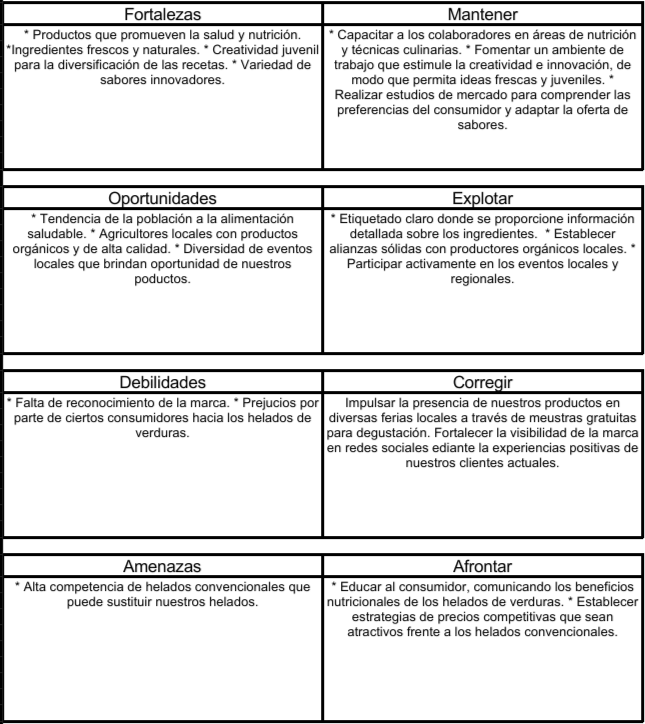 Fortalezas
* Productos que promueven la salud y nutrición.
*Ingredientes frescos y naturales. * Creatividad juvenil
para la diversificación de las recetas. * Variedad de
sabores innovadores.
Mantener
* Capacitar a los colaboradores en áreas de nutrición
y técnicas culinarias. * Fomentar un ambiente de
trabajo que estimule la creatividad e innovación, de
modo que permita ideas frescas y juveniles. *
Realizar estudios de mercado para comprender las
preferencias del consumidor y adaptar la oferta de
sabores.
Oportunidades
* Tendencia de la población a la alimentación
saludable. * Agricultores locales con productos
orgánicos y de alta calidad. * Diversidad de eventos
locales que brindan oportunidad de nuestros
poductos.
Explotar
* Etiquetado claro donde se proporcione información
detallada sobre los ingredientes. * Establecer
alianzas sólidas con productores orgánicos locales. *
Participar activamente en los eventos locales y
regionales.
Debilidades
* Falta de reconocimiento de la marca. * Prejucios por
parte de ciertos consumidores hacia los helados de
verduras.
Corregir
Impulsar la presencia de nuestros productos en
diversas ferias locales a través de meustras gratuitas
para degustación. Fortalecer la visibilidad de la marca
en redes sociales ediante la experiencias positivas de
nuestros clientes actuales.
Amenazas
* Alta competencia de helados convencionales que
puede sustituir nuestros helados.
Afrontar
* Educar al consumidor, comunicando los beneficios
nutricionales de los helados de verduras. * Establecer
estrategias de precios competitivas que sean
atractivos frente a los helados convencionales.